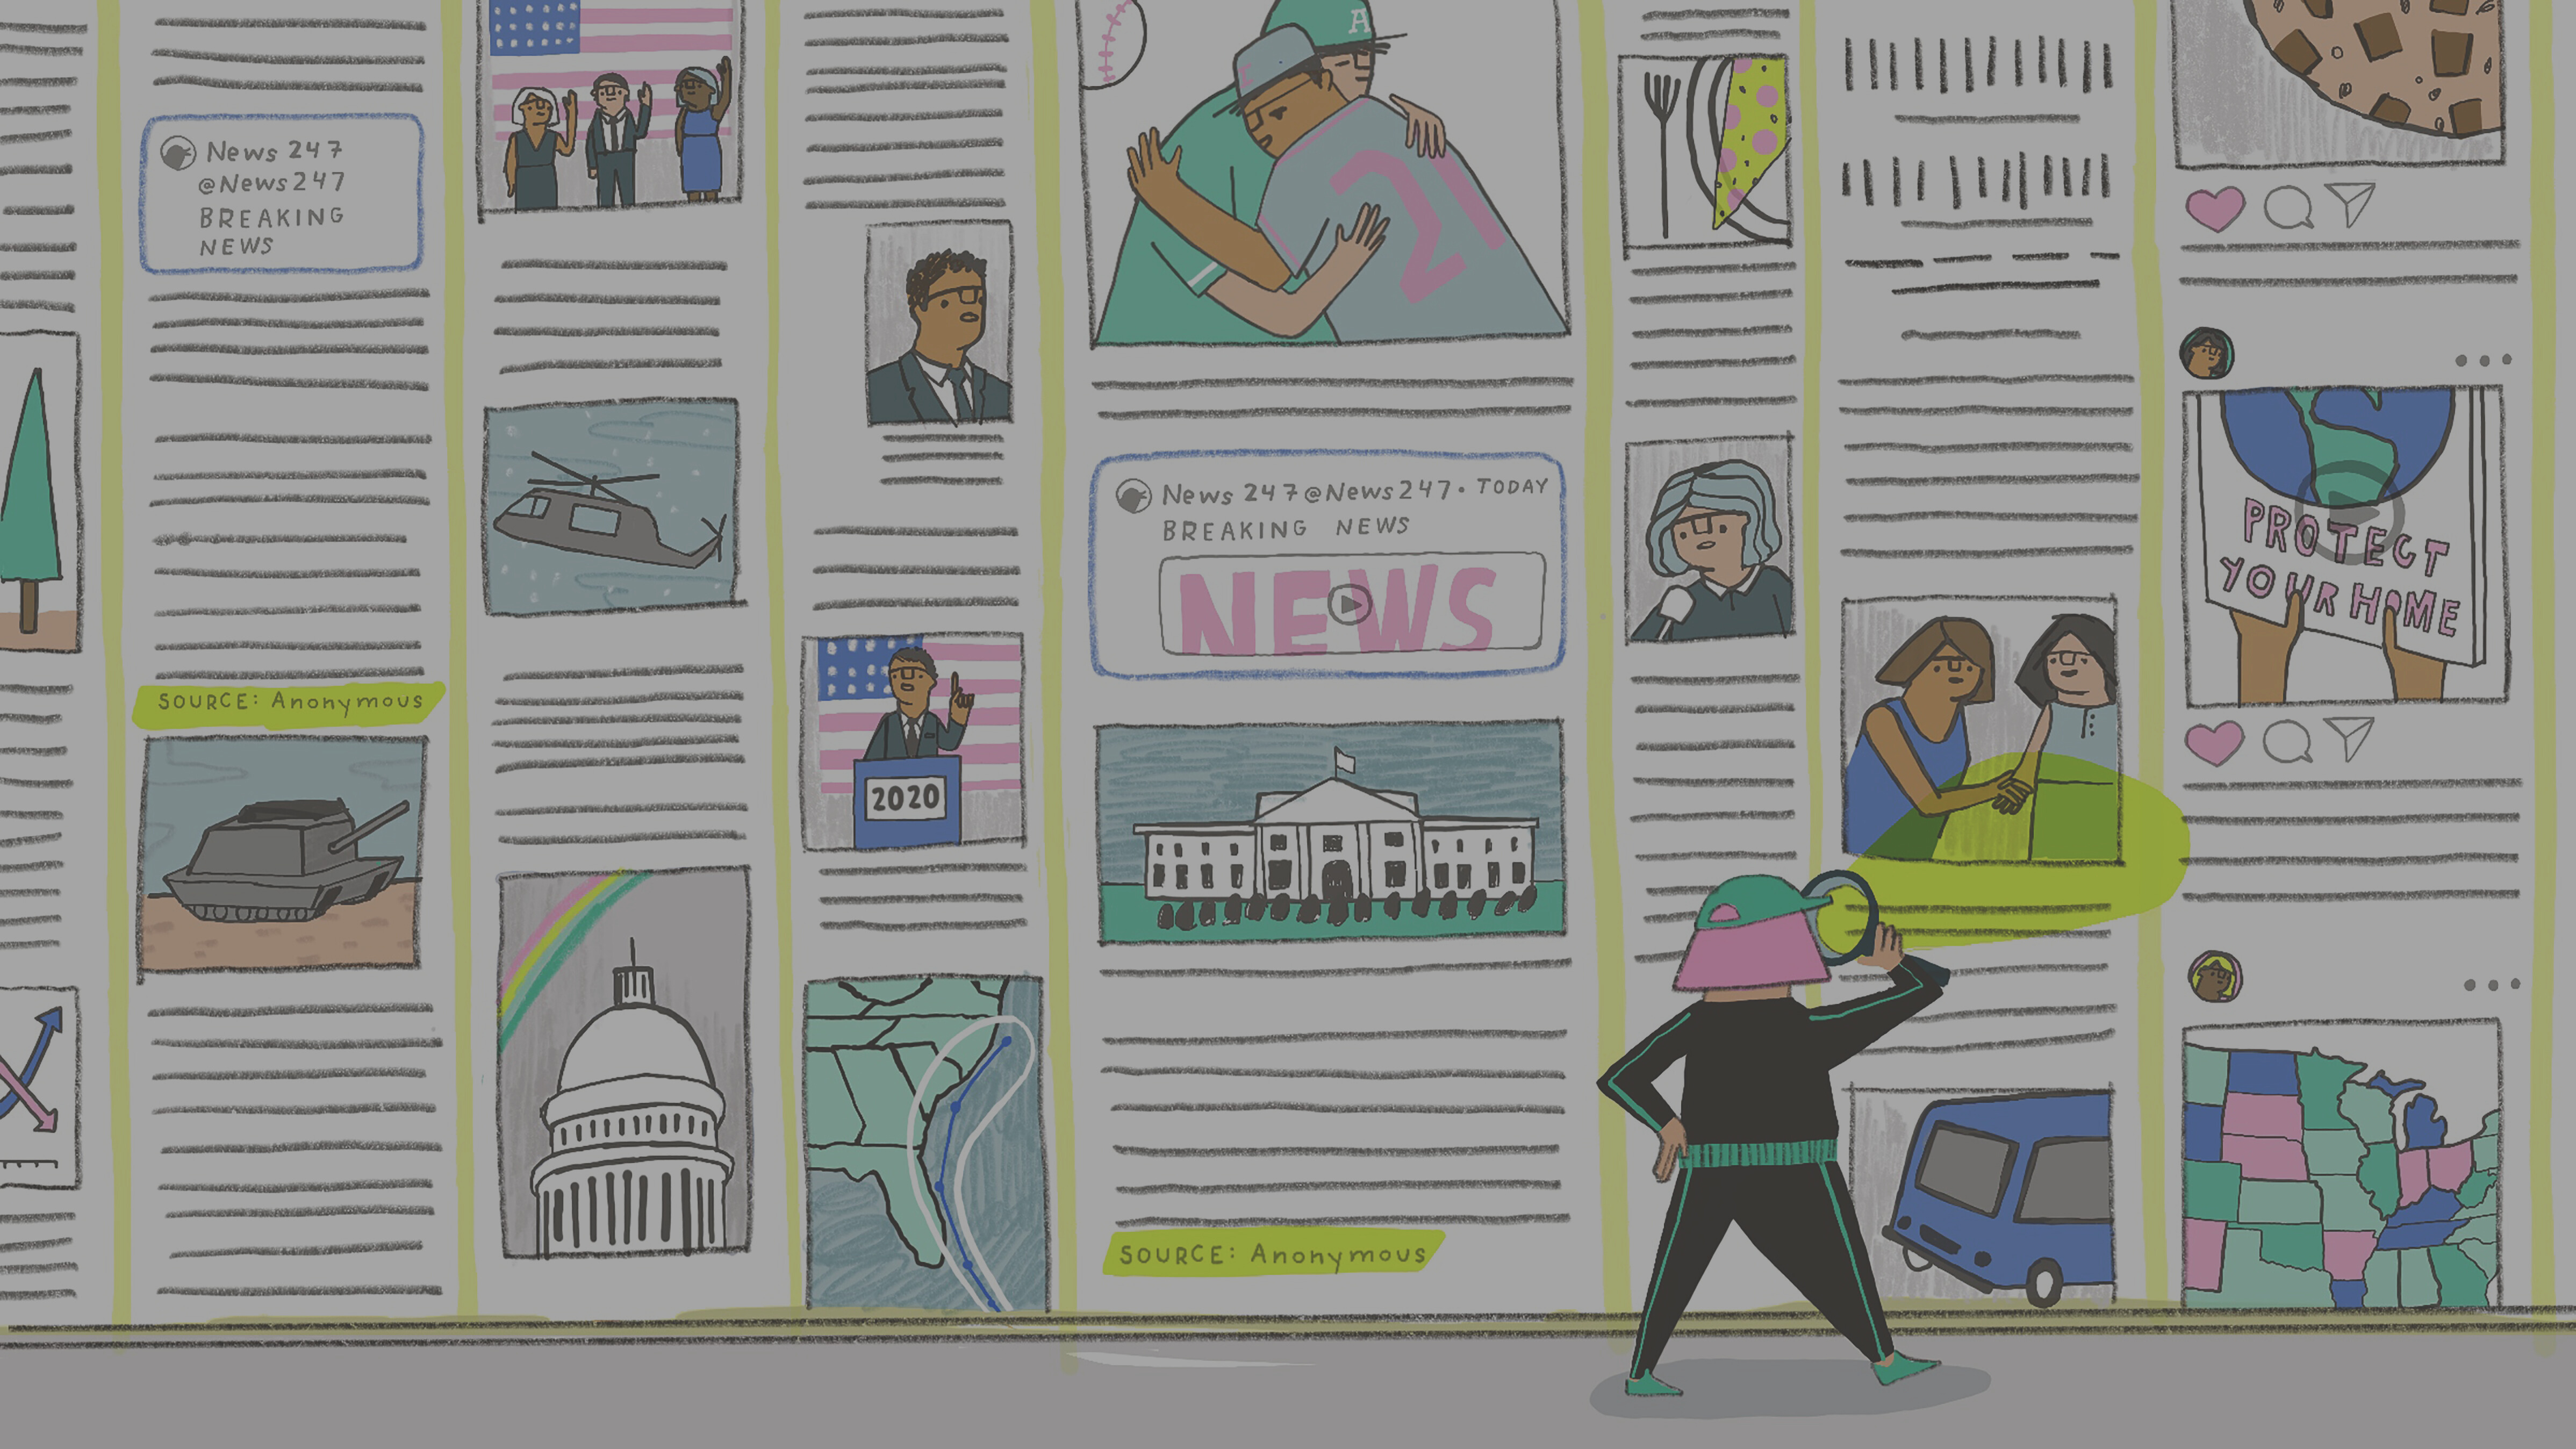 News 247
@News247
BREAKING
NEWS
SOURCE: Anonymous
2020
A
21
News 247@News247 • TODAY
BREAKING NEWS
NEWS
SOURCE: Anonymous
PROTECT
YOUR HOME